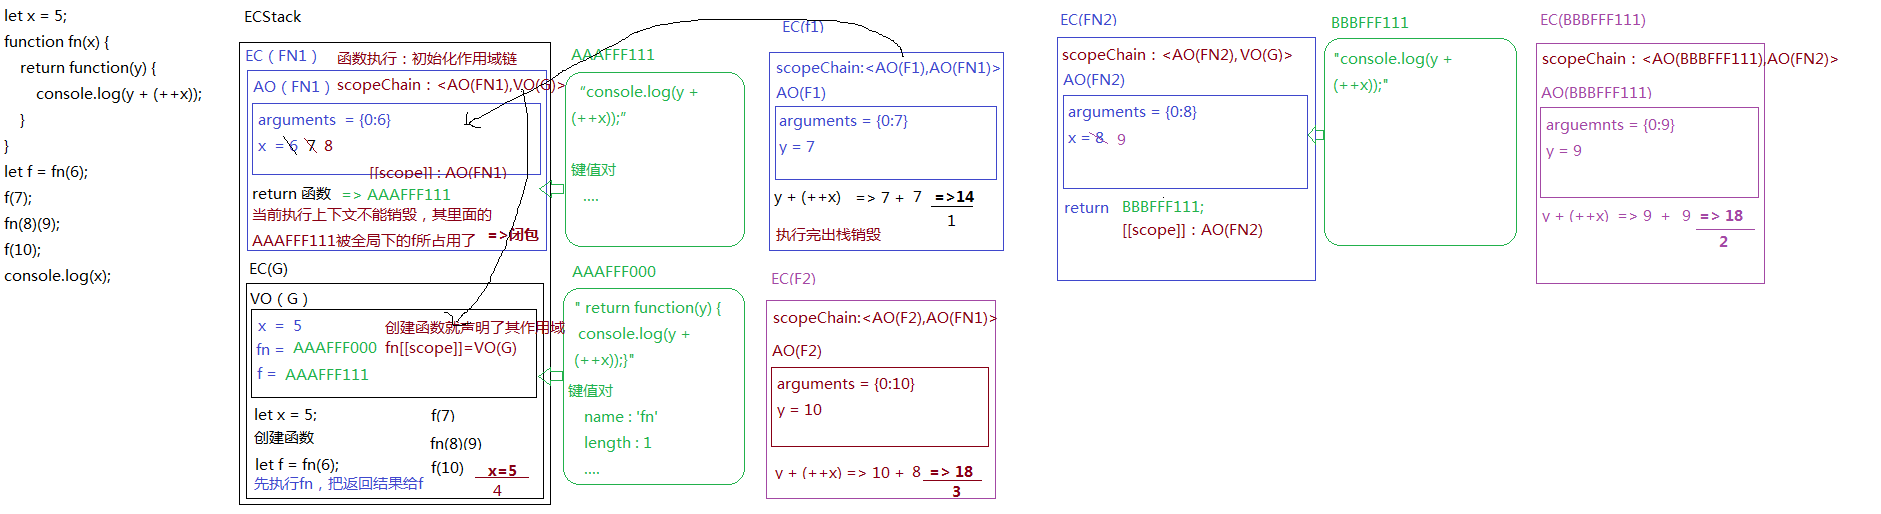 let x = 5;
function fn(x) {
return function(y) {
console.log(y + (++x));
}
}
let f = fn(6);
f(7);
fn(8)(9);
f(10);
console.log(x);
ECStack
EC（FN1）
函数执行：初始化作用域链
AO（FN1）
scopeChain：<AO(FN1),VO(G)>
arguments = {0:6}
x = 6 7 8
[[scope]]：AO(FN1)
return 函数 => AAAFFF111
当前执行上下文不能销毁，其里面的
AAAFFF111被全局下的f所占用了 =>闭包
EC(G)
VO（G）
x = 5
创建函数就声明了其作用域
fn = AAAFFF000
fn[[scope]]=VO(G)
f = AAAFFF111
let x = 5;
创建函数
let f = fn(6);
先执行fn，把返回结果给f
f(7)
fn(8)(9)
f(10)
x=5
4
AAAFFF111
“console.log(y +
(++x));”
键值对
....
AAAFFF000
" return function(y) {
console.log(y +
(++x));}"
键值对
name : 'fn'
length : 1
....
EC(f1)
scopeChain:<AO(F1),AO(FN1)>
AO(F1)
arguments = {0:7}
y = 7
y + (++x) => 7 + 7 =>14
1
执行完出栈销毁
EC(F2)
scopeChain:<AO(F2),AO(FN1)>
AO(F2)
arguments = {0:10}
y = 10
y + (++x) => 10 + 8 => 18
3
EC(FN2)
scopeChain：<AO(FN2),VO(G)>
AO(FN2)
arguments = {0:8}
x = 8 9
return BBBFFF111;
[[scope]]：AO(FN2)
BBBFFF111
"console.log(y +
(++x));"
EC(BBBFFF111)
scopeChain：<AO(BBBFFF111),AO(FN2)>
AO(BBBFFF111)
arguemnts = {0:9}
y = 9
y + (++x) => 9 + 9 => 18
2